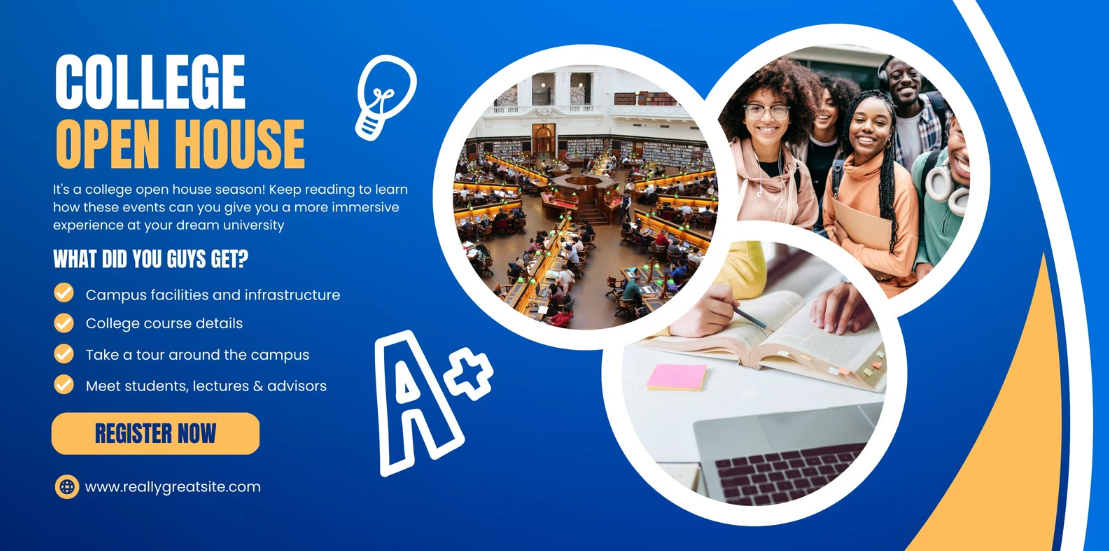 COLLEGE
OPEN HOUSE
It's a college open house season! Keep reading to learn
how these events can you give you a more immersive
experience at your dream university
WHAT DID YOU GUYS GET?
Campus facilities and infrastructure
College course details
Take a tour around the campus
Meet students, lectures & advisors
REGISTER NOW
www.reallygreatsite.com
A+